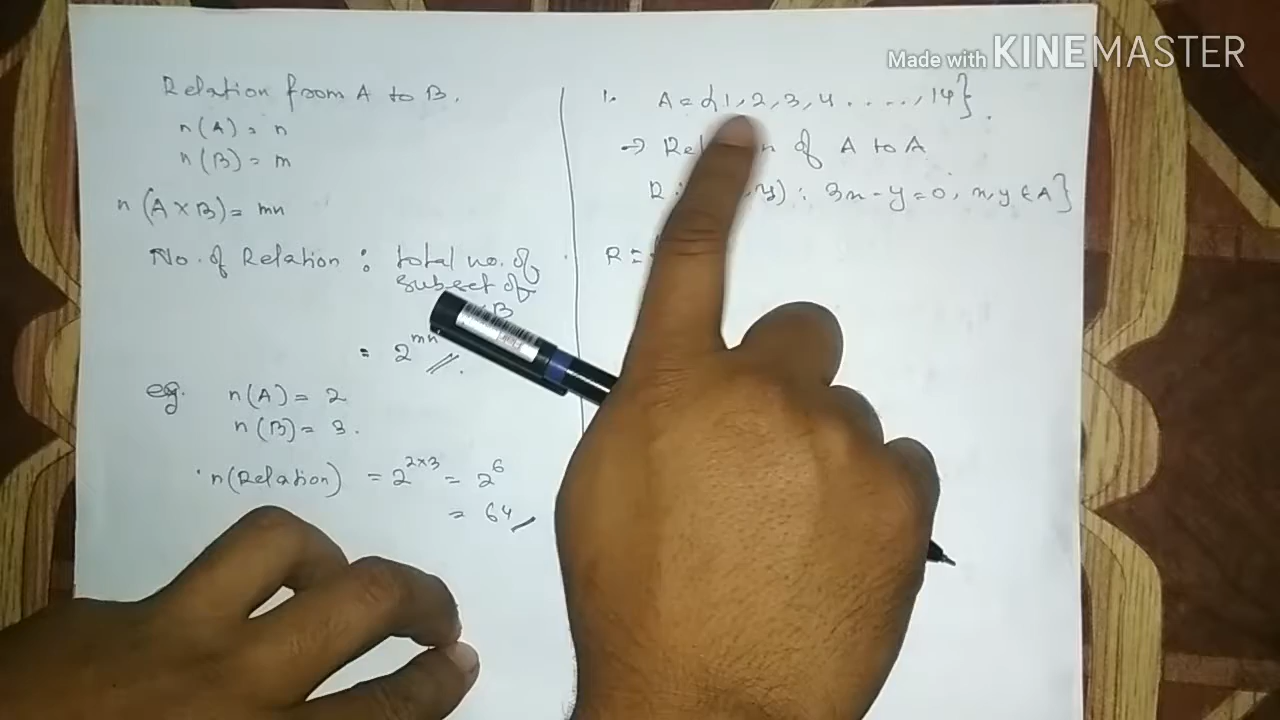 Made with KINEMASTER
Relation from A to B.
n(A) = n
n(B) = m
n(A×B) = mn
No. of Relation : total no. of
subset of
B
= 2^mn
eg. n(A) = 2
n(B) = 3.
n(Relation) = 2^2×3 = 2^6
= 64
1. A = {1, 2, 3, 4 . . . . , 14}.
→ Re n of A to A
R : , y) : 3x - y = 0, x, y ∈ A}
R =